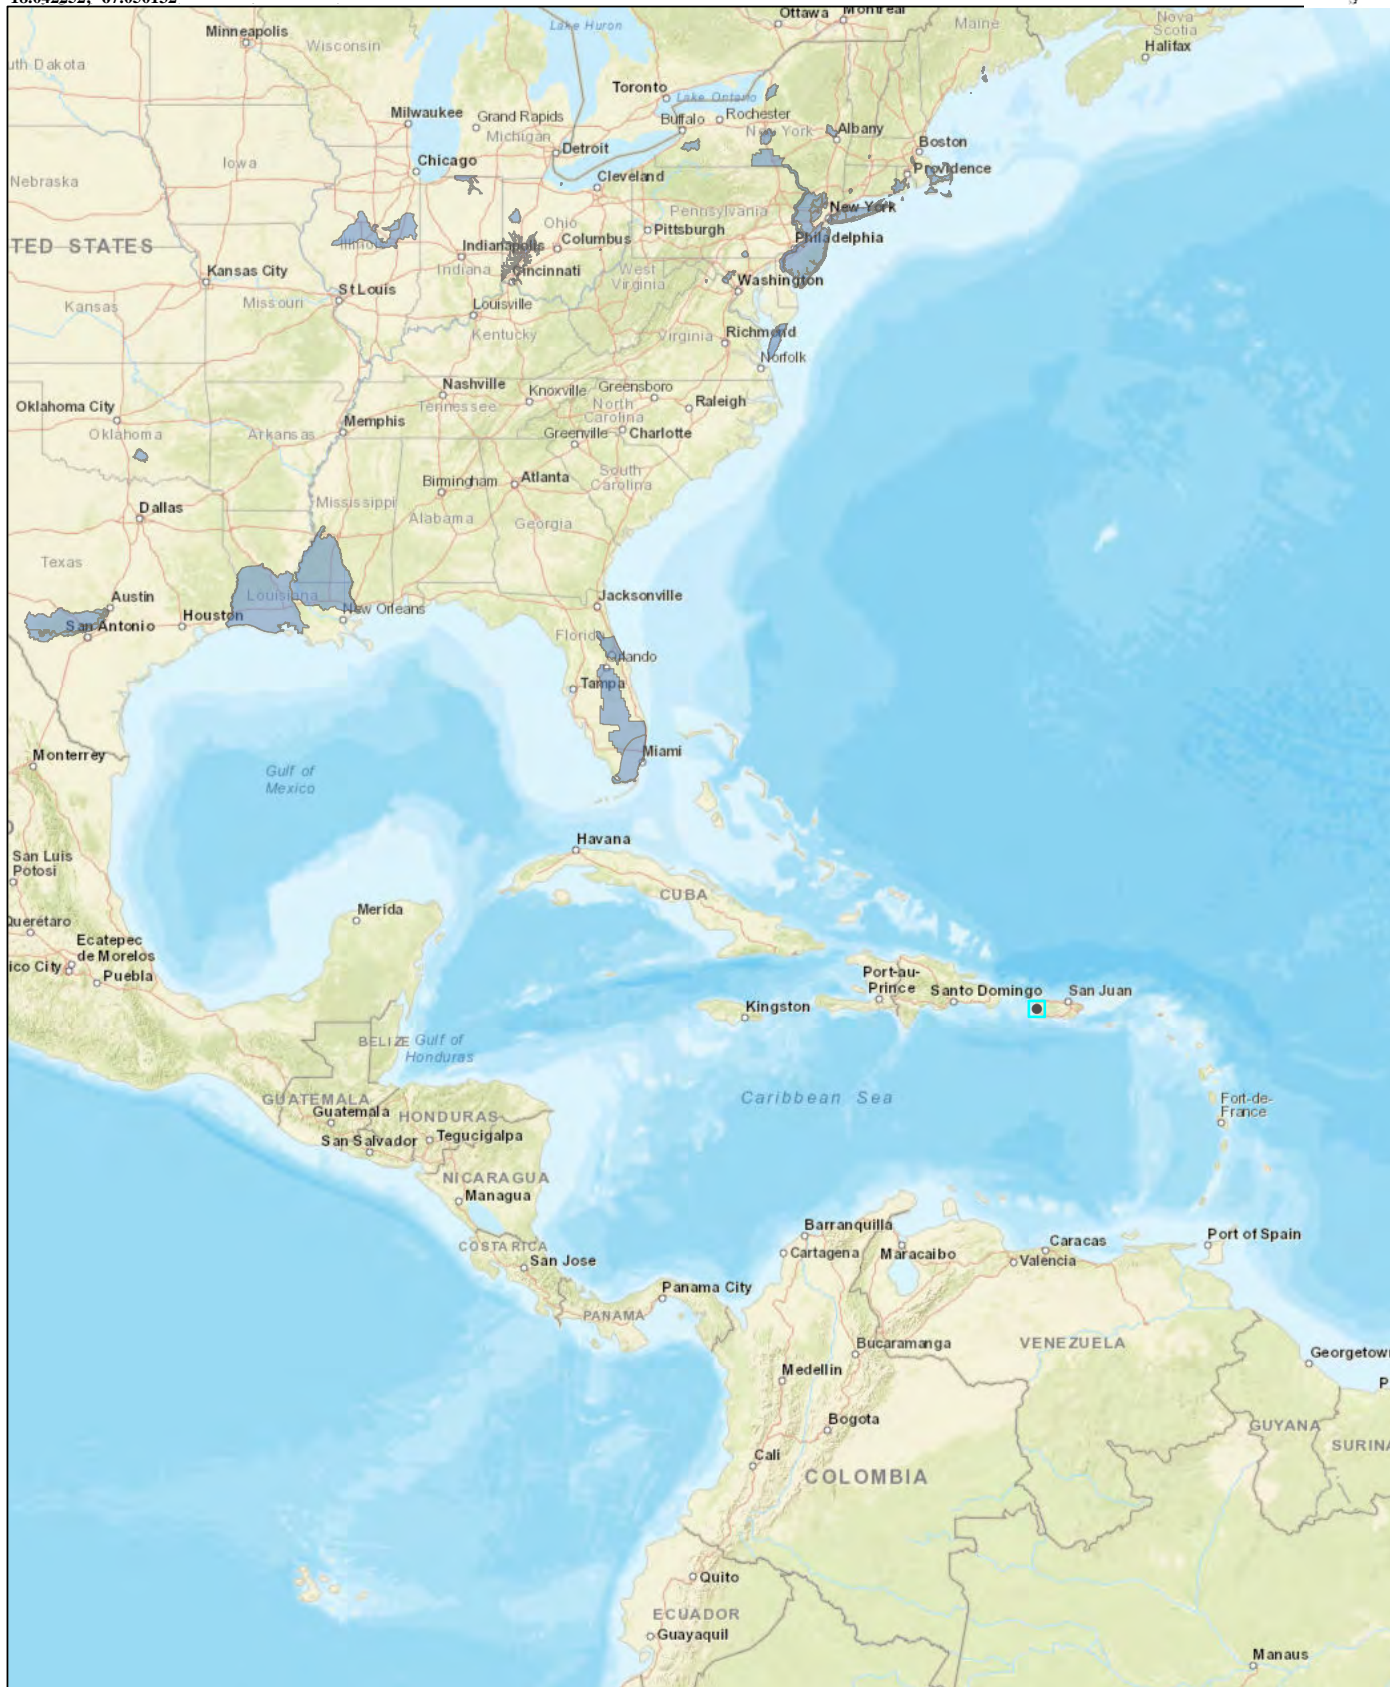 Ottawa
Montreal
Nova
Scotia
Maine
Halifax
Lake Huron
Minneapolis
Wisconsin
uth Dakota
Toronto
Lake Ontario
Milwaukee
Grand Rapids
Michigan
Buffalo
Rochester
New York
Albany
Boston
Detroit
Iowa
Chicago
Providence
Nebraska
Cleveland
Pennsylvania
New York
Ohio
Pittsburgh
Philadelphia
TED STATES
Illinois
Indianapolis
Columbus
Kansas City
Indiana
Cincinnati
West
Virginia
Washington
St Louis
Missouri
Kansas
Louisville
Kentucky
Virginia
Richmond
Norfolk
Nashville
Knoxville
Greensboro
Tennessee
North
Carolina
Raleigh
Oklahoma City
Oklahoma
Arkansas
Memphis
Greenville
Charlotte
South
Carolina
Birmingham
Atlanta
Mississippi
Alabama
Georgia
Dallas
Texas
Austin
Louisiana
Jacksonville
Houston
New Orleans
San Antonio
Florida
Orlando
Tampa
Miami
Monterrey
Gulf of
Mexico
Havana
San Luis
Potosi
CUBA
Merida
Queretaro
Ecatepec
de Morelos
ico City
Puebla
Port-au-
Prince
Santo Domingo
San Juan
Kingston
BELIZE
Gulf of
Honduras
GUATEMALA
Guatemala
HONDURAS
Caribbean Sea
Fort-de-
France
San Salvador
Tegucigalpa
NICARAGUA
Managua
Barranquilla
Port of Spain
COSTA RICA
San Jose
Cartagena
Maracaibo
Caracas
Valencia
Panama City
PANAMA
Bucaramanga
VENEZUELA
Georgetown
Medellin
P
Bogota
GUYANA
SURINA
Cali
COLOMBIA
Quito
ECUADOR
Guayaquil
Manaus